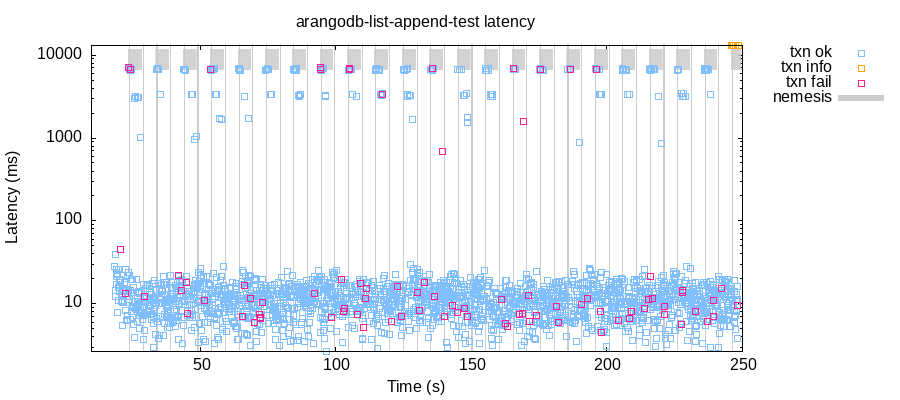 arangodb-list-append-test latency
10000
1000
100
10
Latency (ms)
50
100
150
200
250
Time (s)
txn ok
txn info
txn fail
nemesis